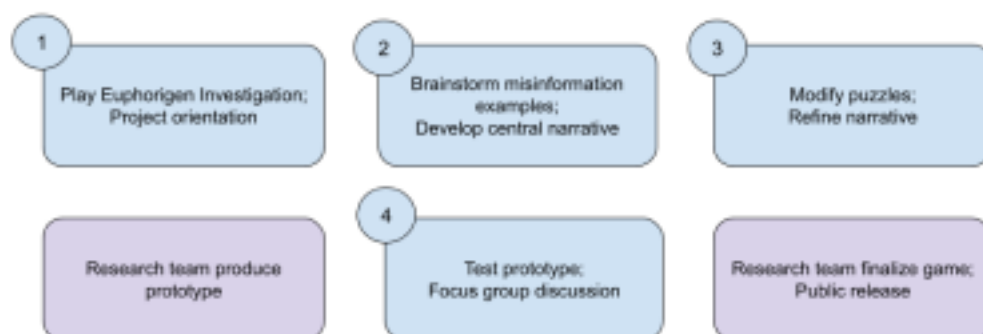 1
Play Euphorigen Investigation;
Project orientation
2
Brainstorm misinformation
examples;
Develop central narrative
3
Modify puzzles;
Refine narrative
Research team produce
prototype
4
Test prototype;
Focus group discussion
Research team finalize game;
Public release